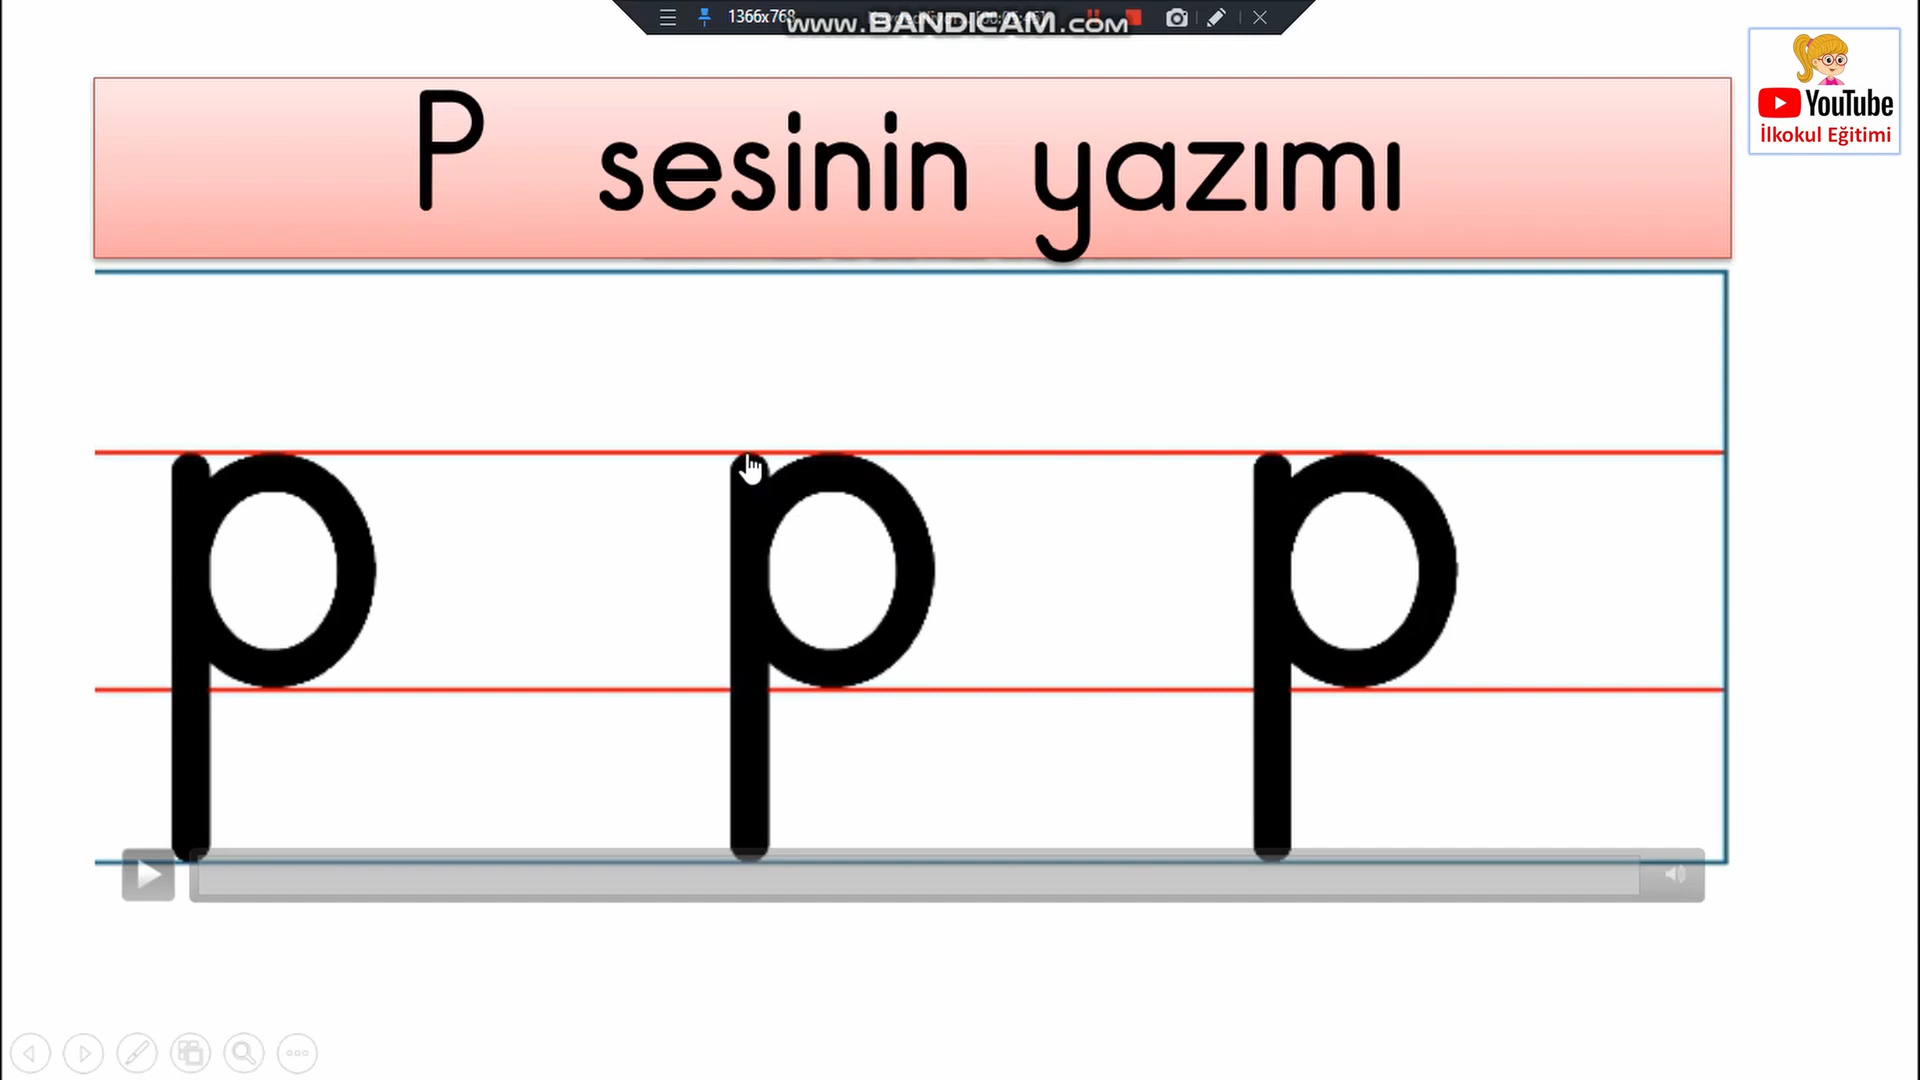 1366x768
www.BANDICAM.com
YouTube
İlkokul Eğitimi
P sesinin yazımı
p p p